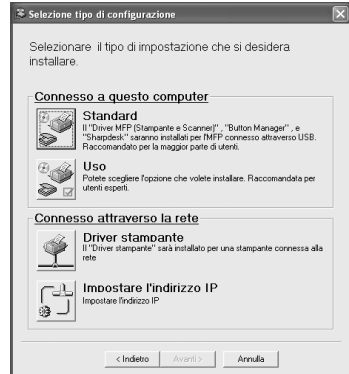 Selezione tipo di configurazione
Selezionare il tipo di impostazione che si desidera
installare.
Connesso a questo computer
Standard
Il "Driver MFP (Stampante e Scanner)" , "Button Manager" , e
"Sharpdesk" saranno installati per l'MFP connesso attraverso USB.
Raccomandato per la maggior parte di utenti.
Uso
Potete scegliere l'opzione che volete installare. Raccomandata per
utenti esperti.
Connesso attraverso la rete
Driver stampante
Il "Driver stampante" sarà installato per una stampante connessa alla
rete
Impostare l'indirizzo IP
Impostare l'indirizzo IP
< Indietro
Avanti >
Annulla